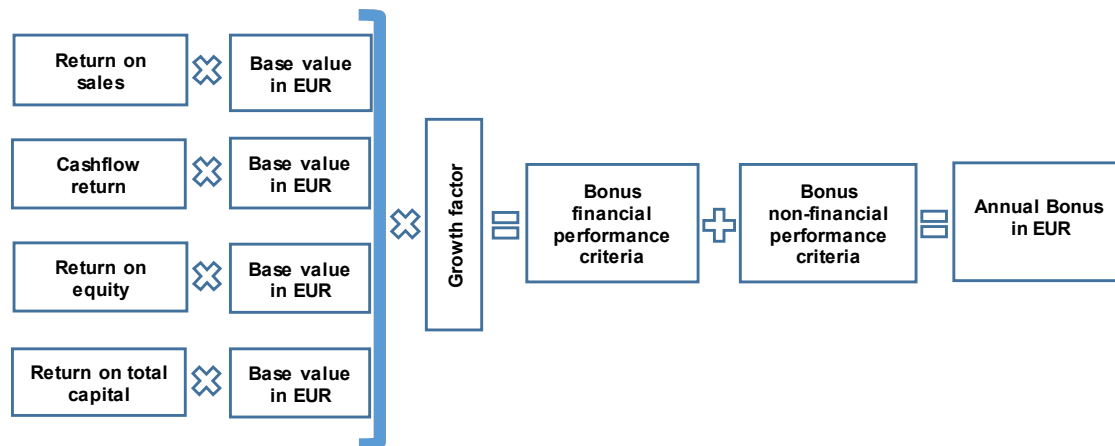 Return on
sales
Base value
in EUR
Cashflow
return
Base value
in EUR
Return on
equity
Base value
in EUR
Return on total
capital
Base value
in EUR
Growth factor
Bonus
financial
performance
criteria
Bonus
non-financial
performance
criteria
Annual Bonus
in EUR